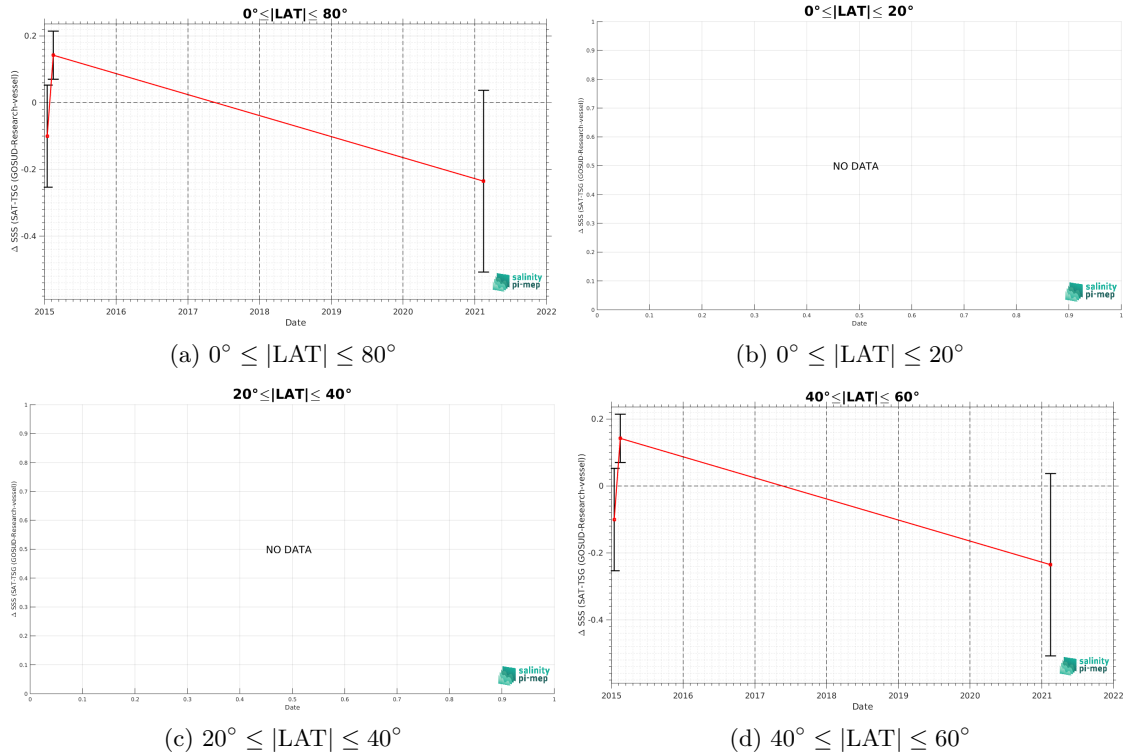 0°≤|LAT|≤ 80°
Δ SSS (SAT-TSG (GOSUD-Research-vessel))
0.2
0
-0.2
-0.4
2015 2016 2017 2018 2019 2020 2021 2022
Date
salinity
pi-mep
(a) 0° ≤ |LAT| ≤ 80°
0°≤|LAT|≤ 20°
Δ SSS (SAT-TSG (GOSUD-Research-vessel))
1
0.9
0.8
0.7
0.6
0.5
0.4
0.3
0.2
0.1
0
NO DATA
0 0.1 0.2 0.3 0.4 0.5 0.6 0.7 0.8 0.9 1
Date
salinity
pi-mep
(b) 0° ≤ |LAT| ≤ 20°
20°≤|LAT|≤ 40°
Δ SSS (SAT-TSG (GOSUD-Research-vessel))
1
0.9
0.8
0.7
0.6
0.5
0.4
0.3
0.2
0.1
0
NO DATA
0 0.1 0.2 0.3 0.4 0.5 0.6 0.7 0.8 0.9 1
Date
salinity
pi-mep
(c) 20° ≤ |LAT| ≤ 40°
40°≤|LAT|≤ 60°
Δ SSS (SAT-TSG (GOSUD-Research-vessel))
0.2
0
-0.2
-0.4
2015 2016 2017 2018 2019 2020 2021 2022
Date
salinity
pi-mep
(d) 40° ≤ |LAT| ≤ 60°